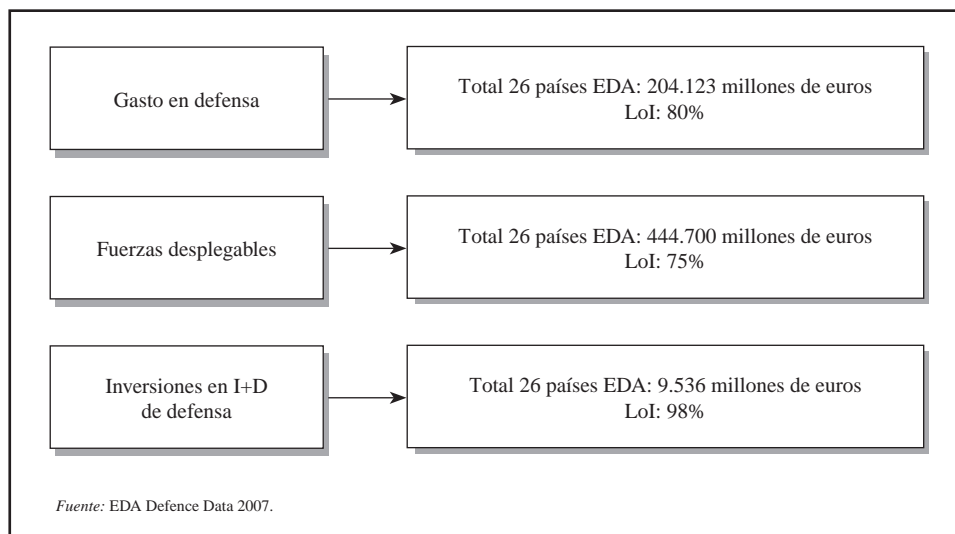 Gasto en defensa
Total 26 países EDA: 204.123 millones de euros
LoI: 80%
Fuerzas desplegables
Total 26 países EDA: 444.700 millones de euros
LoI: 75%
Inversiones en I+D
de defensa
Total 26 países EDA: 9.536 millones de euros
LoI: 98%
Fuente: EDA Defence Data 2007.